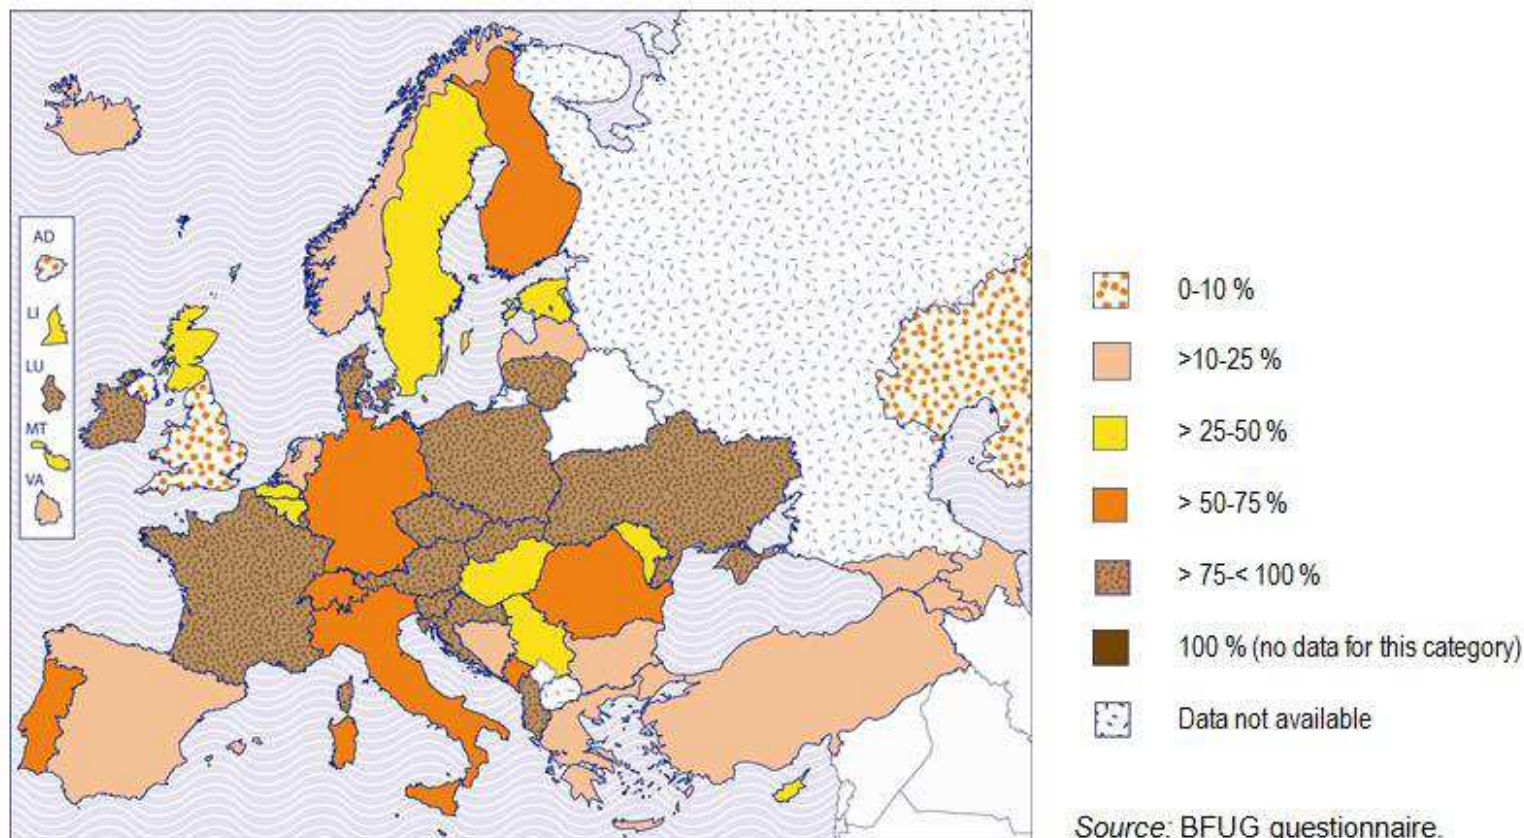 AD
LI
LU
MT
VA
0-10 %
>10-25 %
> 25-50 %
> 50-75 %
> 75-< 100 %
100 % (no data for this category)
Data not available
Source: BFUG questionnaire.